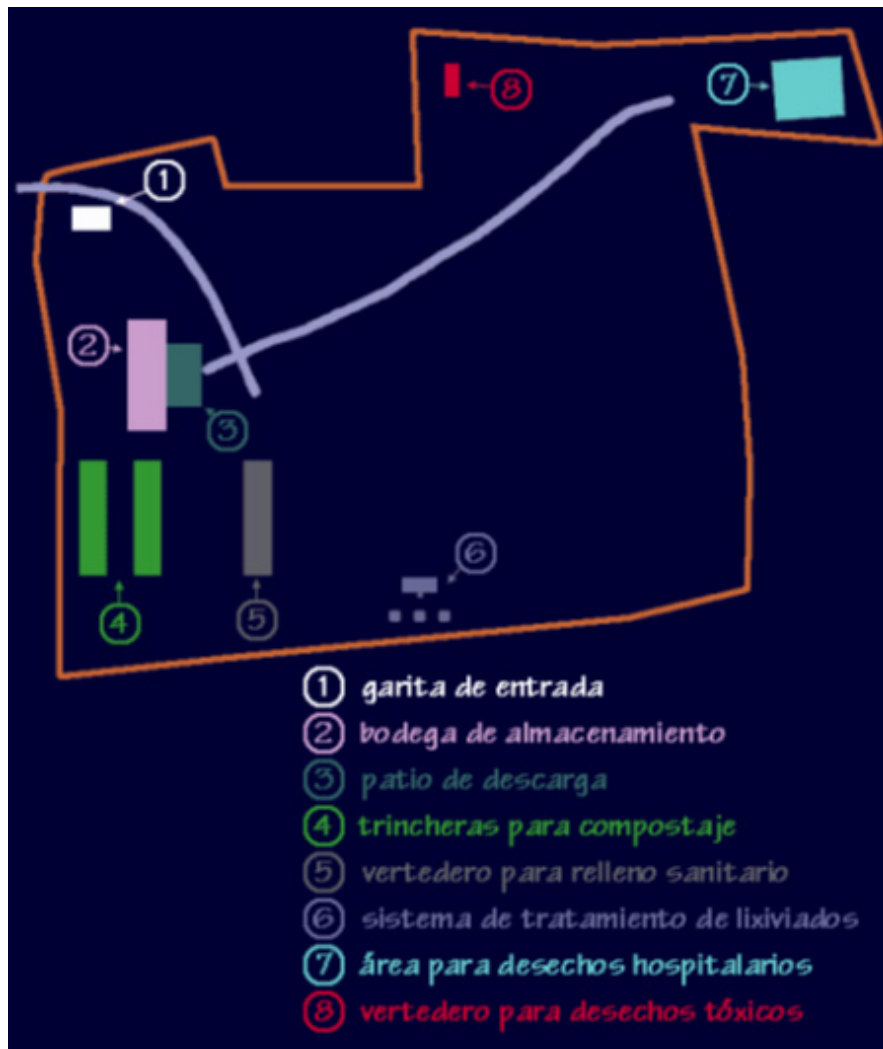 1
8
7
2
3
6
4
5
1 garita de entrada
2 bodega de almacenamiento
3 patio de descarga
4 trincheras para compostaje
5 vertedero para relleno sanitario
6 sistema de tratamiento de lixiviados
7 área para desechos hospitalarios
8 vertedero para desechos tóxicos